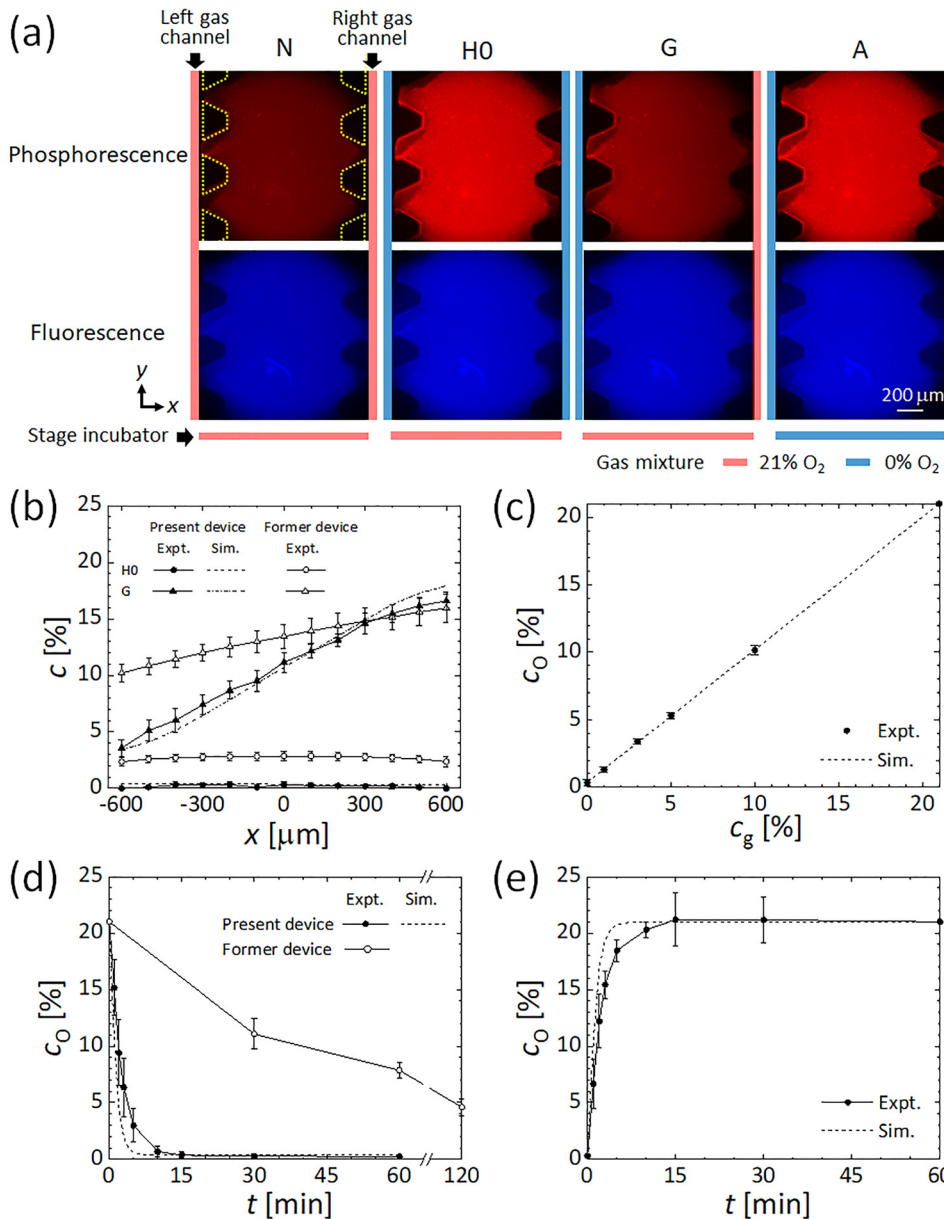 (a)
Left gas channel
Right gas channel
N
H0
G
A
Phosphorescence
Fluorescence
y
x
200 μm
Stage incubator
Gas mixture 21% O₂ 0% O₂
(b)
25
20
15
10
5
0
c [%]
Present device Former device
Expt. Sim. Expt.
H0
G
-600 -300 0 300 600
x [μm]
(c)
20
15
10
5
0
c_O [%]
Expt.
Sim.
0 5 10 15 20
c_g [%]
(d)
25
20
15
10
5
0
c_O [%]
Expt. Sim.
Present device
Former device
0 15 30 45 60 120
t [min]
(e)
25
20
15
10
5
0
c_O [%]
Expt.
Sim.
0 15 30 45 60
t [min]